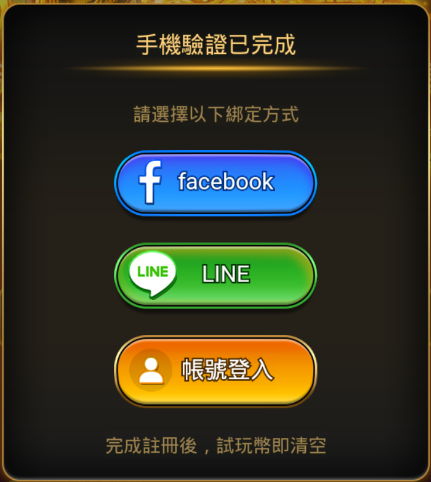 手機驗證已完成
請選擇以下綁定方式
facebook
LINE LINE
帳號登入
完成註冊後，試玩幣即清空